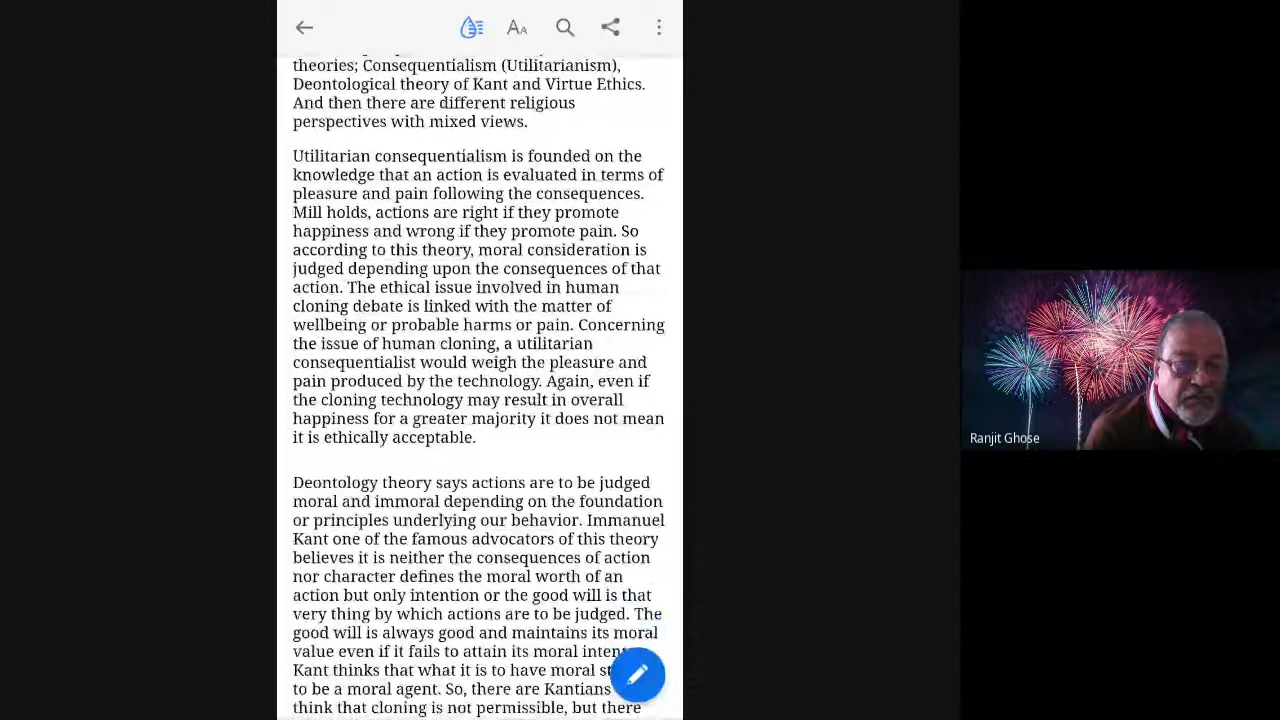 AA
theories; Consequentialism (Utilitarianism),
Deontological theory of Kant and Virtue Ethics.
And then there are different religious
perspectives with mixed views.
Utilitarian consequentialism is founded on the
knowledge that an action is evaluated in terms of
pleasure and pain following the consequences.
Mill holds, actions are right if they promote
happiness and wrong if they promote pain. So
according to this theory, moral consideration is
judged depending upon the consequences of that
action. The ethical issue involved in human
cloning debate is linked with the matter of
wellbeing or probable harms or pain. Concerning
the issue of human cloning, a utilitarian
consequentialist would weigh the pleasure and
pain produced by the technology. Again, even if
the cloning technology may result in overall
happiness for a greater majority it does not mean
it is ethically acceptable.
Deontology theory says actions are to be judged
moral and immoral depending on the foundation
or principles underlying our behavior. Immanuel
Kant one of the famous advocators of this theory
believes it is neither the consequences of action
nor character defines the moral worth of an
action but only intention or the good will is that
very thing by which actions are to be judged. The
good will is always good and maintains its moral
value even if it fails to attain its moral
Kant thinks that what it is to have moral
to be a moral agent. So, there are Kantians
think that cloning is not permissible, but there
Ranjit Ghose